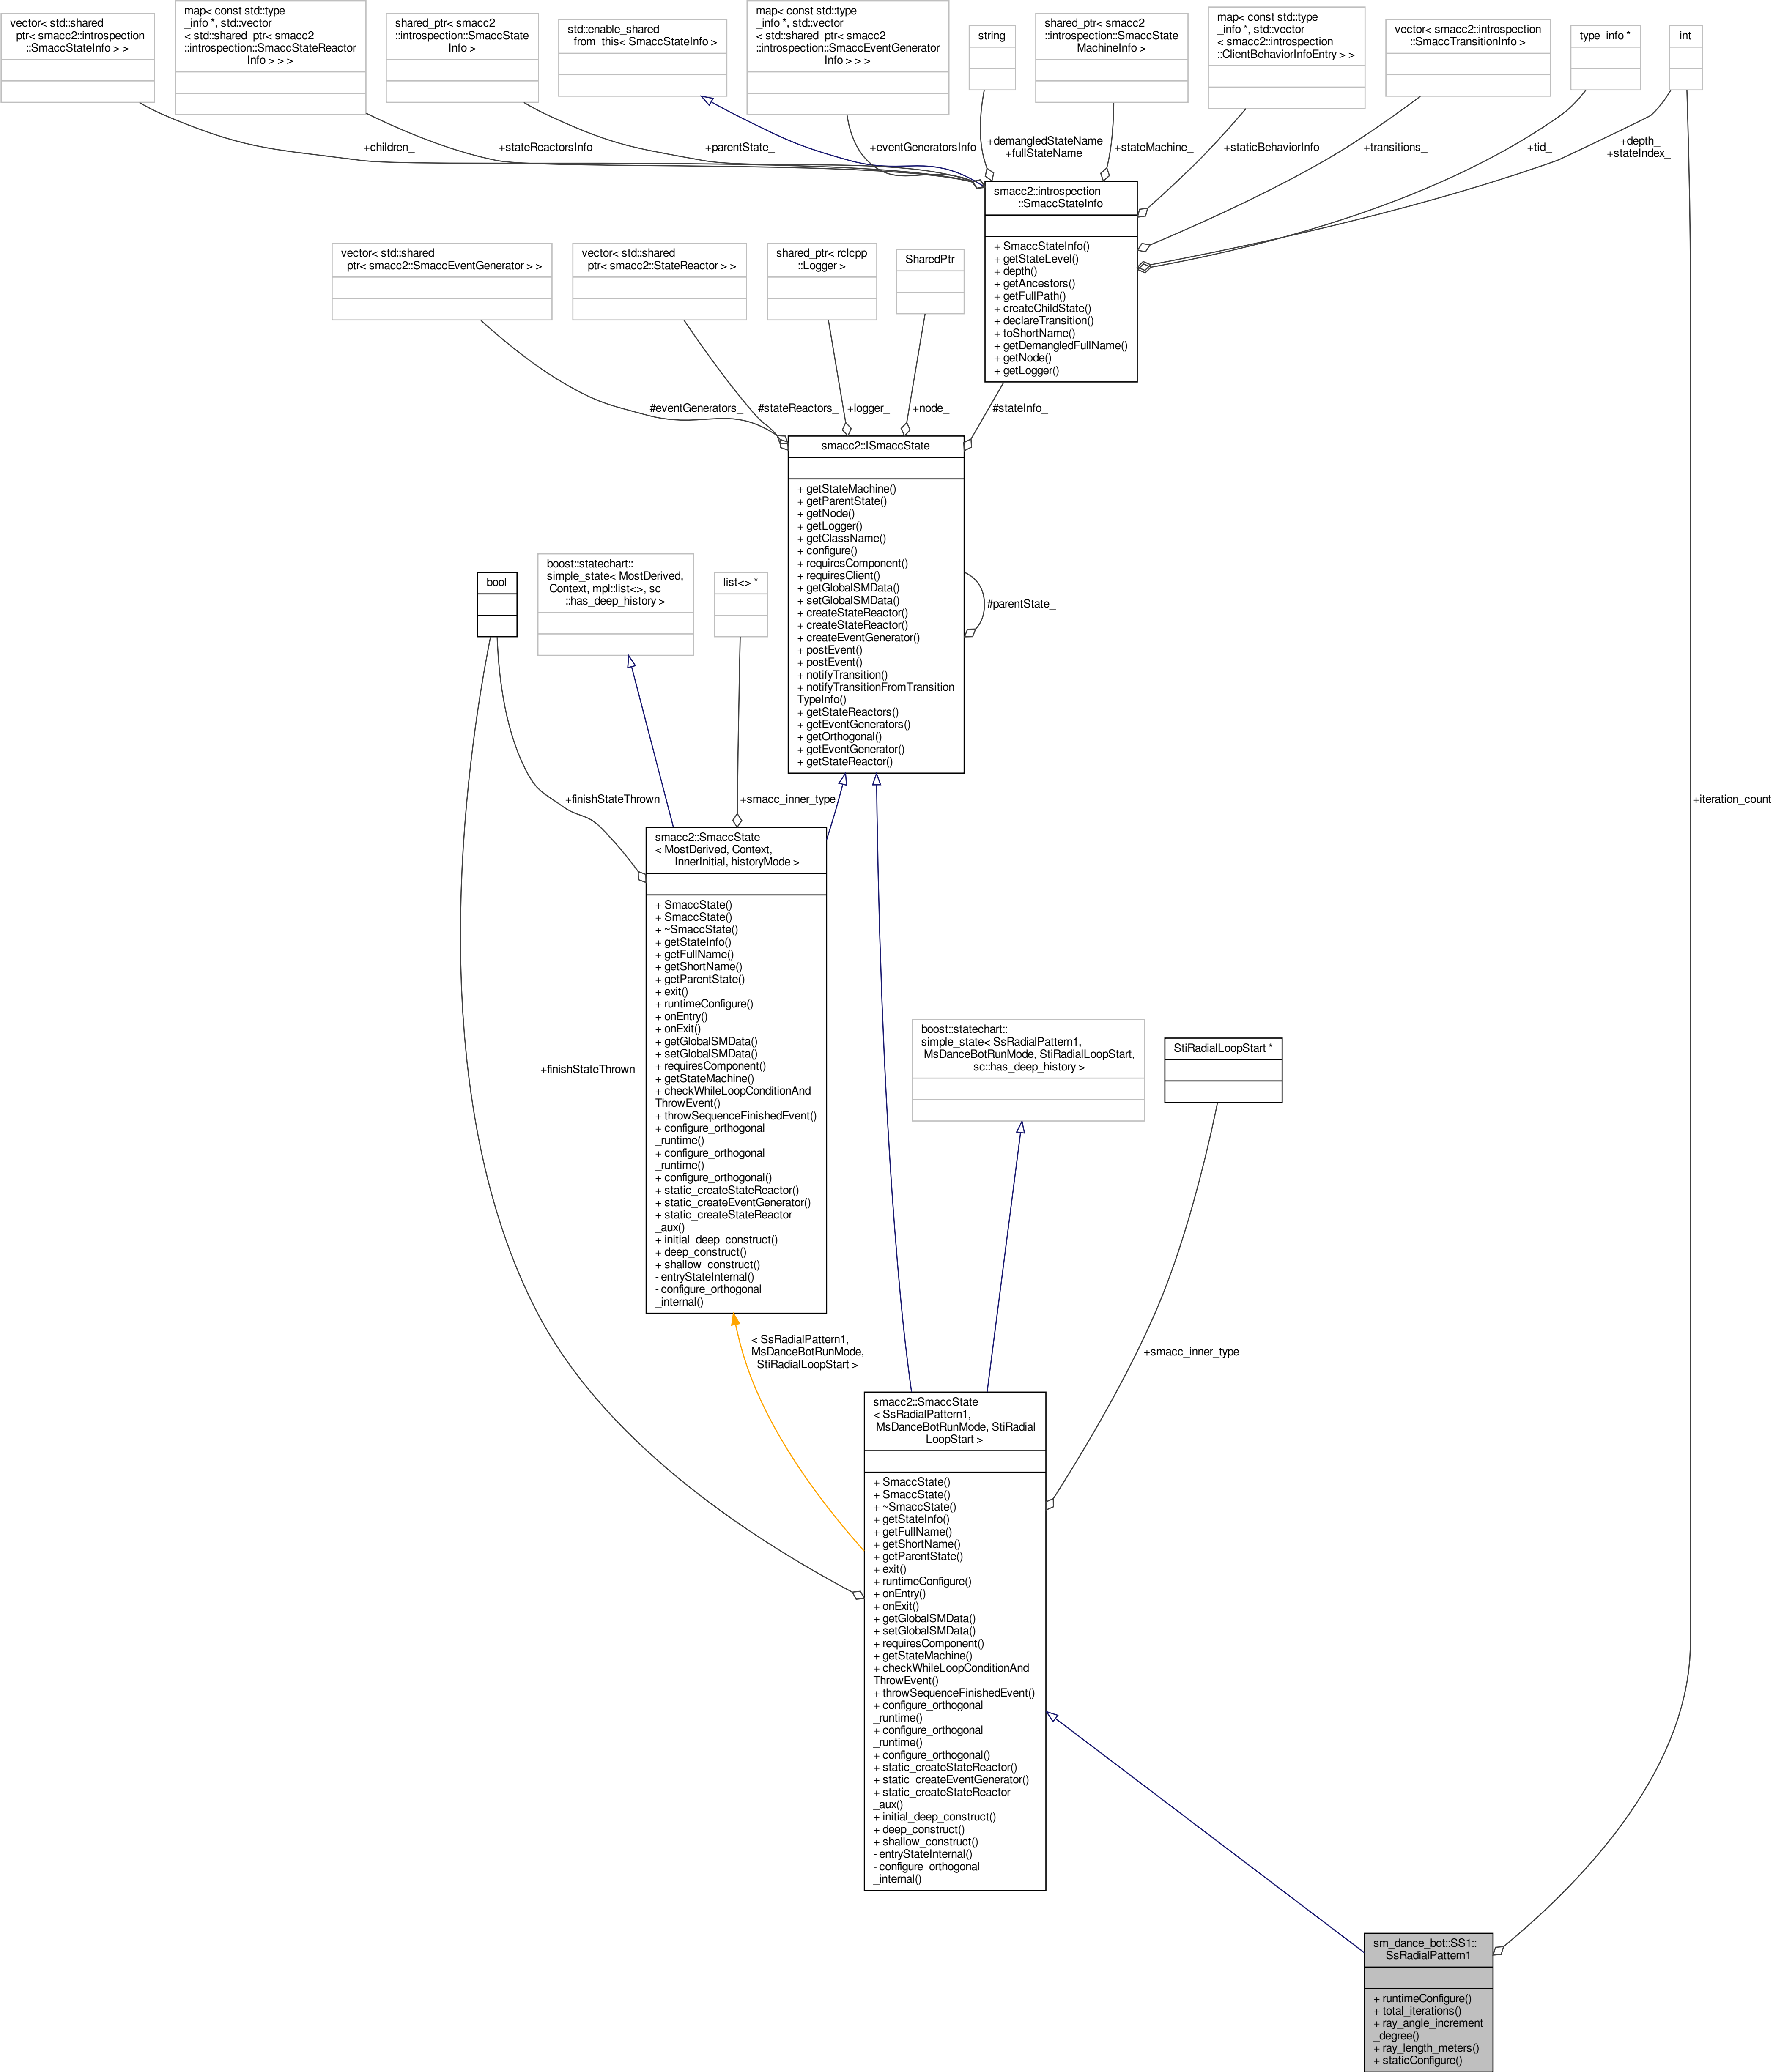 vector< std::shared
_ptr< smacc2::introspection
::SmaccStateInfo > >
map< const std::type
_info *, std::vector
< std::shared_ptr< smacc2
::introspection::SmaccStateReactor
Info > > >
shared_ptr< smacc2
::introspection::SmaccState
Info >
std::enable_shared
_from_this< SmaccStateInfo >
map< const std::type
_info *, std::vector
< std::shared_ptr< smacc2
::introspection::SmaccEventGenerator
Info > > >
string
shared_ptr< smacc2
::introspection::SmaccState
MachineInfo >
map< const std::type
_info *, std::vector
< smacc2::introspection
::ClientBehaviorInfoEntry > >
vector< smacc2::introspection
::SmaccTransitionInfo >
type_info *
int
+children_
+stateReactorsInfo
+parentState_
+eventGeneratorsInfo
+demangledStateName
+fullStateName
+stateMachine_
+staticBehaviorInfo
+transitions_
+tid_
+depth_
+stateIndex_
smacc2::introspection
::SmaccStateInfo
+ SmaccStateInfo()
+ getStateLevel()
+ depth()
+ getAncestors()
+ getFullPath()
+ createChildState()
+ declareTransition()
+ toShortName()
+ getDemangledFullName()
+ getNode()
+ getLogger()
vector< std::shared
_ptr< smacc2::SmaccEventGenerator > >
vector< std::shared
_ptr< smacc2::StateReactor > >
shared_ptr< rclcpp
::Logger >
SharedPtr
#eventGenerators_
#stateReactors_
+logger_
+node_
#stateInfo_
smacc2::ISmaccState
+ getStateMachine()
+ getParentState()
+ getNode()
+ getLogger()
+ getClassName()
+ configure()
+ requiresComponent()
+ requiresClient()
+ getGlobalSMData()
+ setGlobalSMData()
+ createStateReactor()
+ createStateReactor()
+ createEventGenerator()
+ postEvent()
+ postEvent()
+ notifyTransition()
+ notifyTransitionFromTransition
TypeInfo()
+ getStateReactors()
+ getEventGenerators()
+ getOrthogonal()
+ getEventGenerator()
+ getStateReactor()
#parentState_
bool
boost::statechart::
simple_state< MostDerived,
Context, mpl::list<>, sc
::has_deep_history >
list<> *
+finishStateThrown
+smacc_inner_type
+iteration_count
smacc2::SmaccState
< MostDerived, Context,
InnerInitial, historyMode >
+ SmaccState()
+ SmaccState()
+ ~SmaccState()
+ getStateInfo()
+ getFullName()
+ getShortName()
+ getParentState()
+ exit()
+ runtimeConfigure()
+ onEntry()
+ onExit()
+ getGlobalSMData()
+ setGlobalSMData()
+ requiresComponent()
+ getStateMachine()
+ checkWhileLoopConditionAnd
ThrowEvent()
+ throwSequenceFinishedEvent()
+ configure_orthogonal
_runtime()
+ configure_orthogonal
_runtime()
+ configure_orthogonal()
+ static_createStateReactor()
+ static_createEventGenerator()
+ static_createStateReactor
_aux()
+ initial_deep_construct()
+ deep_construct()
+ shallow_construct()
- entryStateInternal()
- configure_orthogonal
_internal()
+finishStateThrown
boost::statechart::
simple_state< SsRadialPattern1,
MsDanceBotRunMode, StiRadialLoopStart,
sc::has_deep_history >
StiRadialLoopStart *
< SsRadialPattern1,
MsDanceBotRunMode,
StiRadialLoopStart >
+smacc_inner_type
smacc2::SmaccState
< SsRadialPattern1,
MsDanceBotRunMode, StiRadial
LoopStart >
+ SmaccState()
+ SmaccState()
+ ~SmaccState()
+ getStateInfo()
+ getFullName()
+ getShortName()
+ getParentState()
+ exit()
+ runtimeConfigure()
+ onEntry()
+ onExit()
+ getGlobalSMData()
+ setGlobalSMData()
+ requiresComponent()
+ getStateMachine()
+ checkWhileLoopConditionAnd
ThrowEvent()
+ throwSequenceFinishedEvent()
+ configure_orthogonal
_runtime()
+ configure_orthogonal
_runtime()
+ configure_orthogonal()
+ static_createStateReactor()
+ static_createEventGenerator()
+ static_createStateReactor
_aux()
+ initial_deep_construct()
+ deep_construct()
+ shallow_construct()
- entryStateInternal()
- configure_orthogonal
_internal()
sm_dance_bot::SS1::
SsRadialPattern1
+ runtimeConfigure()
+ total_iterations()
+ ray_angle_increment
_degree()
+ ray_length_meters()
+ staticConfigure()